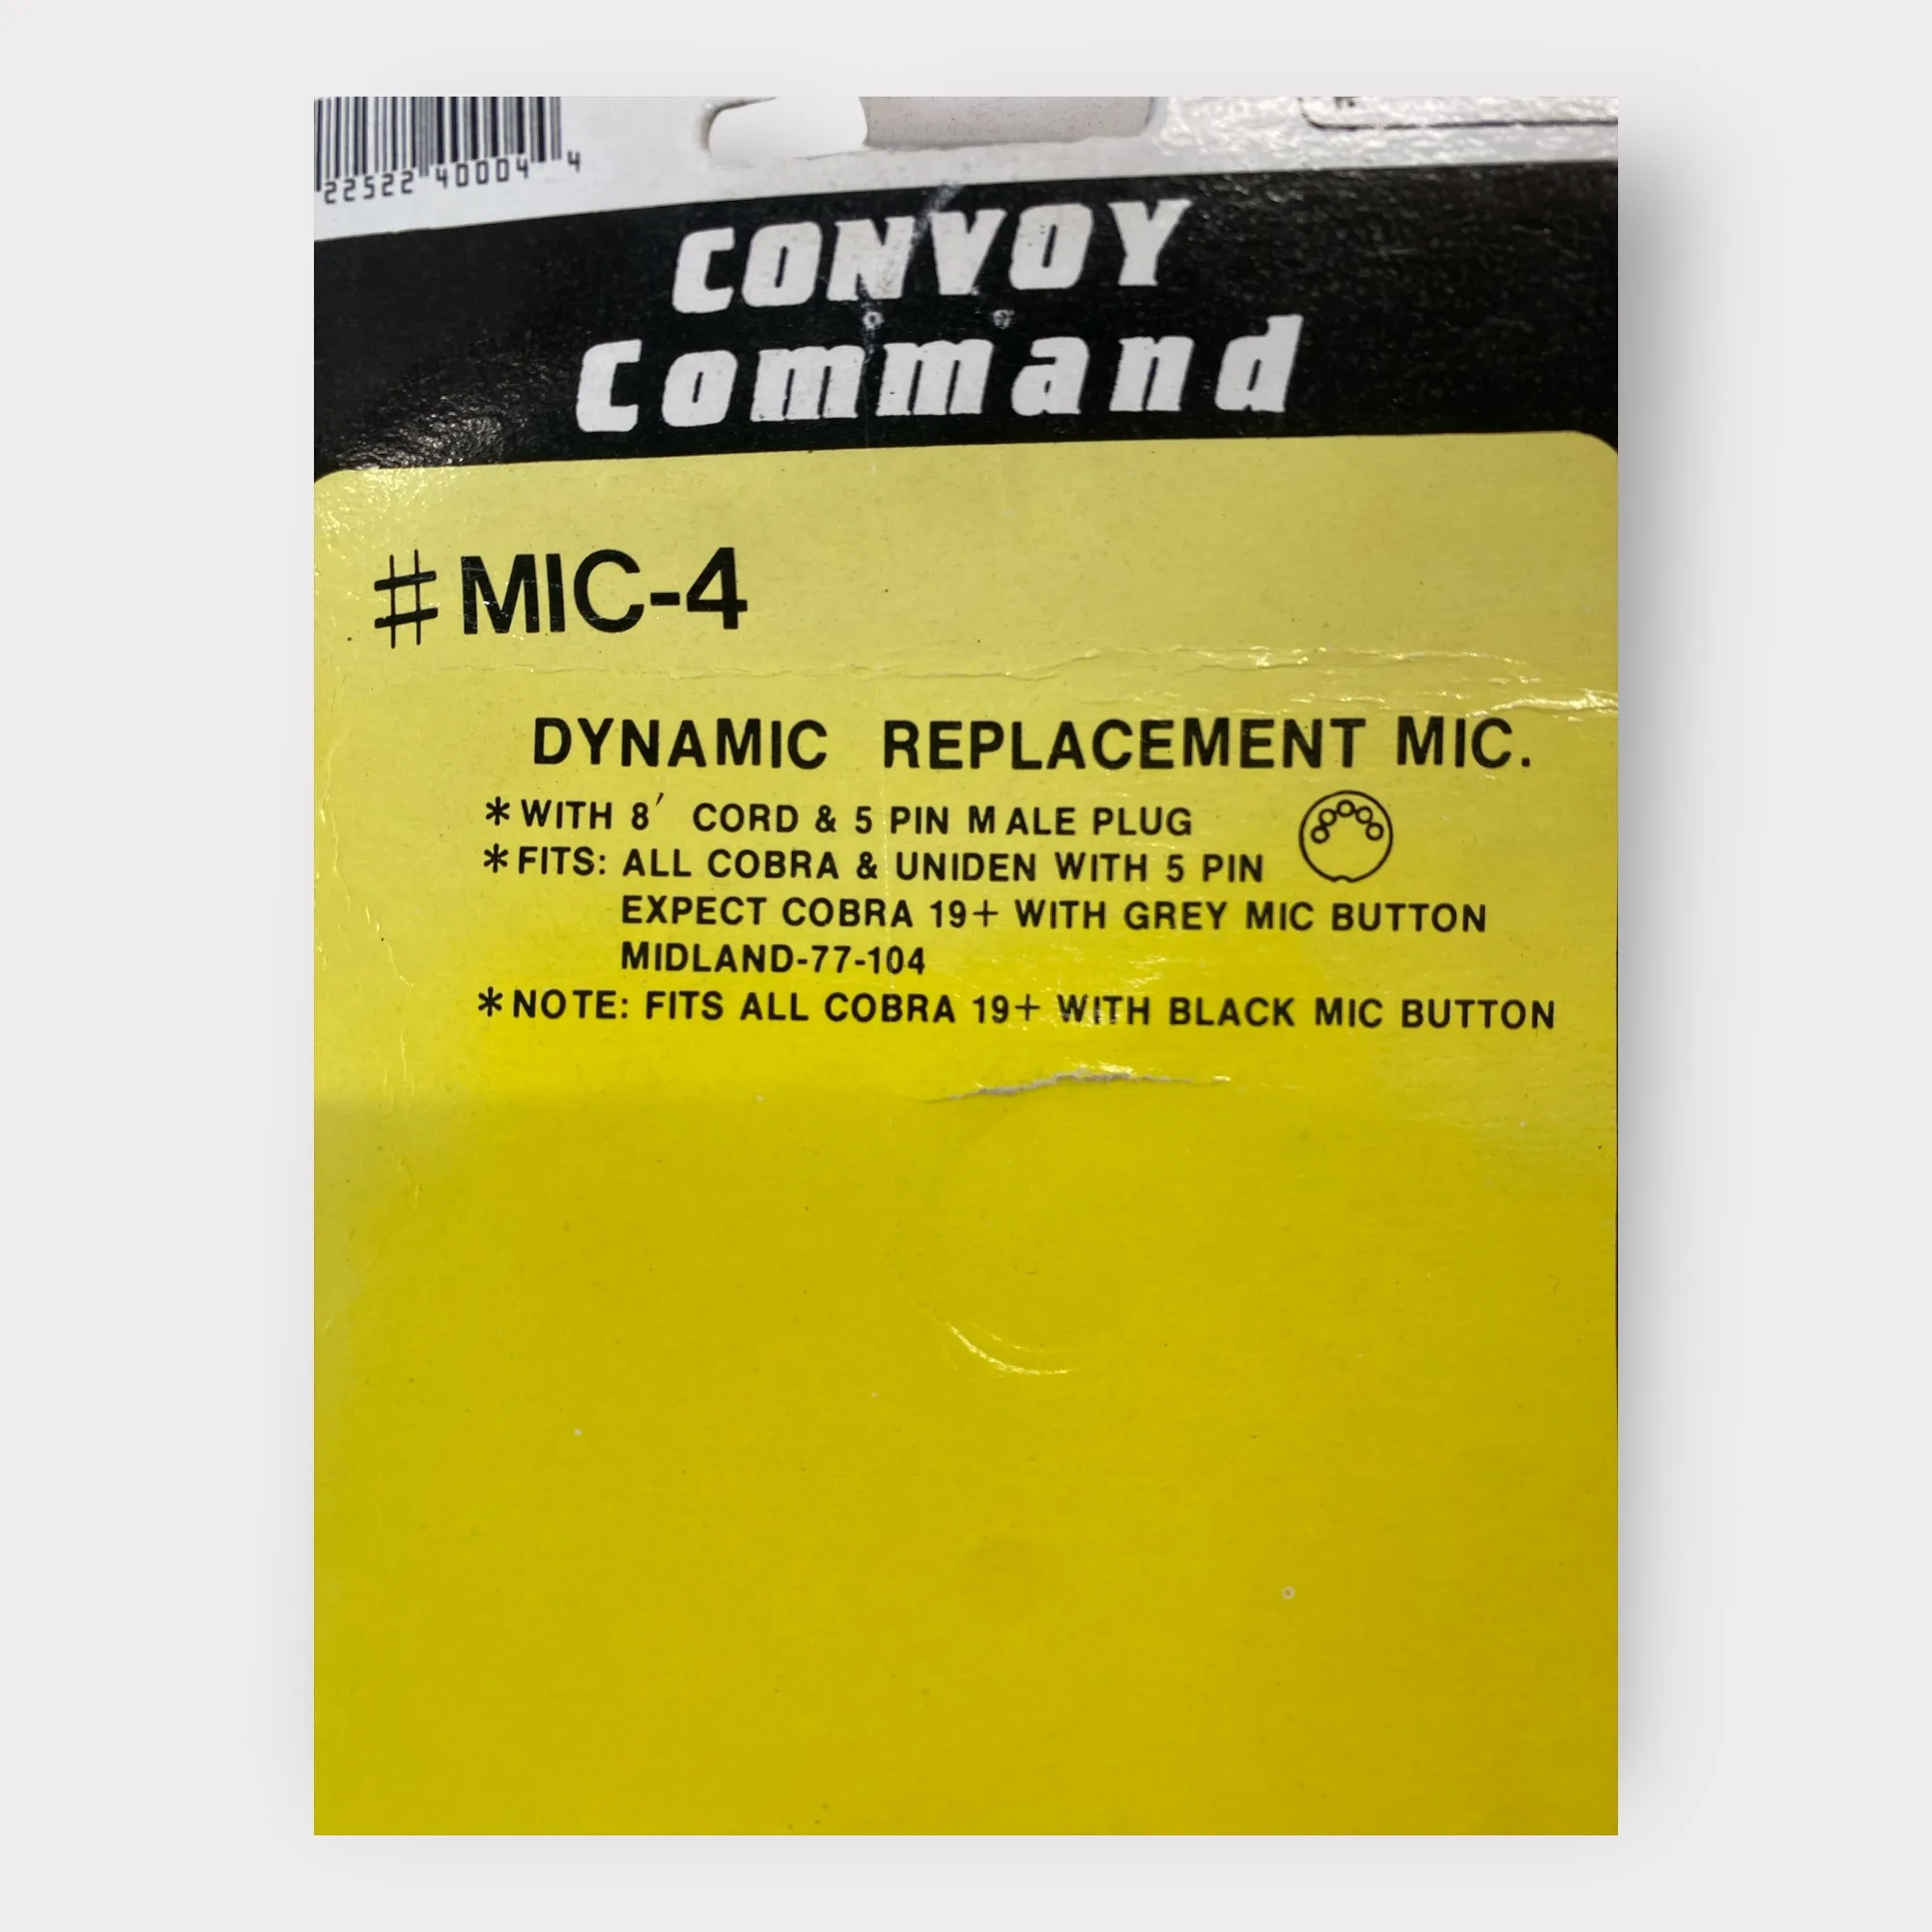 22522 40004 4
CONVOY
Command
#MIC-4
DYNAMIC REPLACEMENT MIC.
*WITH 8' CORD & 5 PIN MALE PLUG
*FITS: ALL COBRA & UNIDEN WITH 5 PIN
EXPECT COBRA 19+ WITH GREY MIC BUTTON
MIDLAND-77-104
*NOTE: FITS ALL COBRA 19+ WITH BLACK MIC BUTTON